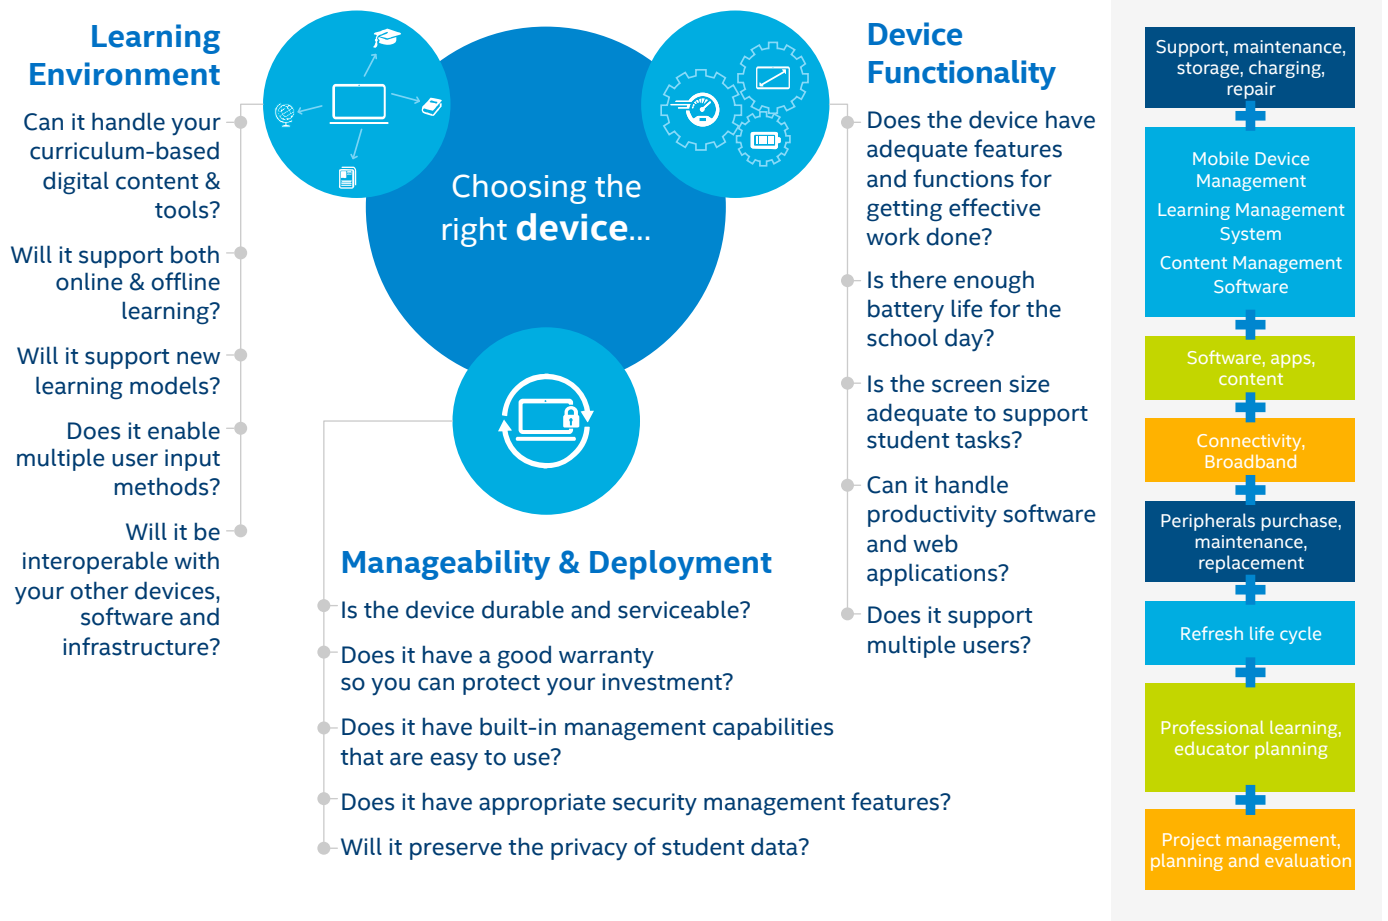 Learning
Environment
Can it handle your
curriculum-based
digital content &
tools?
Will it support both
online & offline
learning?
Will it support new
learning models?
Does it enable
multiple user input
methods?
Will it be
interoperable with
your other devices,
software and
infrastructure?
Choosing the
right device...
Manageability & Deployment
Is the device durable and serviceable?
Does it have a good warranty
so you can protect your investment?
Does it have built-in management capabilities
that are easy to use?
Does it have appropriate security management features?
Will it preserve the privacy of student data?
Device
Functionality
Does the device have
adequate features
and functions for
getting effective
work done?
Is there enough
battery life for the
school day?
Is the screen size
adequate to support
student tasks?
Can it handle
productivity software
and web
applications?
Does it support
multiple users?
Support, maintenance,
storage, charging,
repair
Mobile Device
Management
Learning Management
System
Content Management
Software
Software, apps,
content
Connectivity,
Broadband
Peripherals purchase,
maintenance,
replacement
Refresh life cycle
Professional learning,
educator planning
Project management,
planning and evaluation